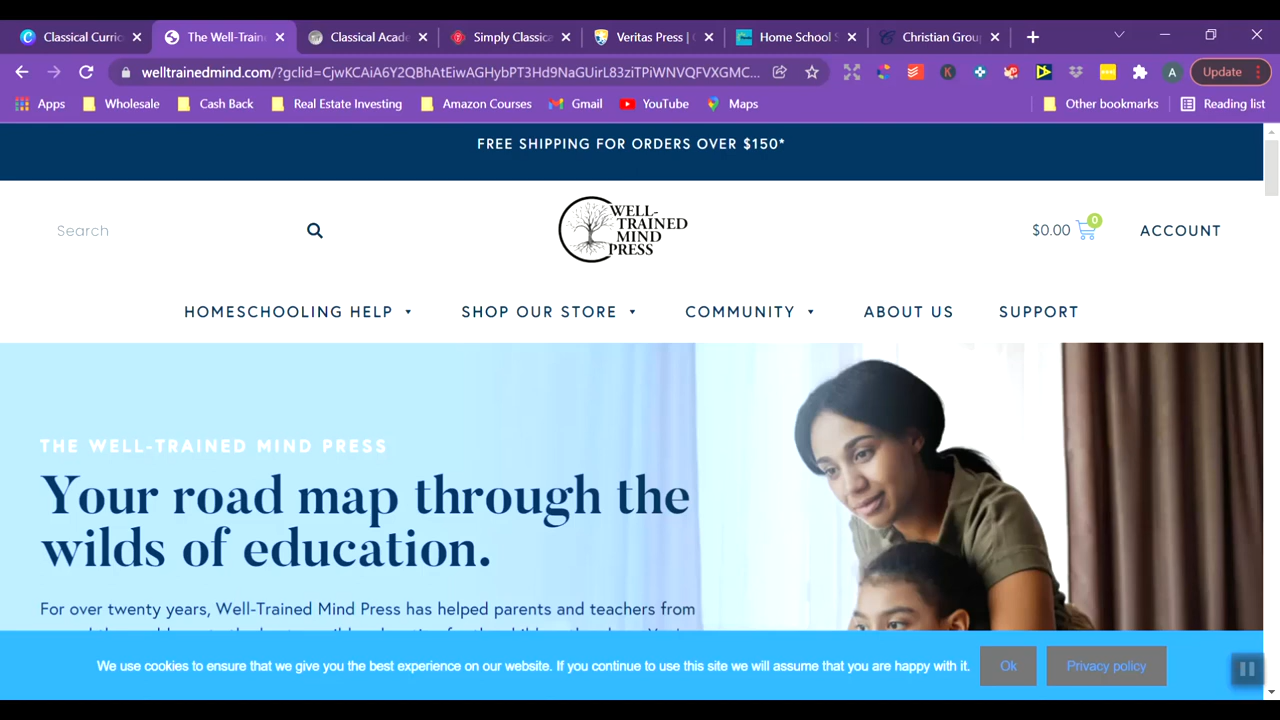 Classical Curric
The Well-Train
Classical Acade
Simply Classica
Veritas Press | C
Home School S
Christian Grou
welltrainedmind.com/?gclid=CjwKCAiA6Y2QBhAtEiwAGHybPT3Hd9NaGUirL83ziTPiWNVQFVXGMC...
A
Update
Apps
Wholesale
Cash Back
Real Estate Investing
Amazon Courses
Gmail
YouTube
Maps
Other bookmarks
Reading list
FREE SHIPPING FOR ORDERS OVER $150*
Search
WELL-
TRAINED
MIND
PRESS
$0.00
0
ACCOUNT
HOMESCHOOLING HELP
SHOP OUR STORE
COMMUNITY
ABOUT US
SUPPORT
THE WELL-TRAINED MIND PRESS
Your road map through the
wilds of education.
For over twenty years, Well-Trained Mind Press has helped parents and teachers from
We use cookies to ensure that we give you the best experience on our website. If you continue to use this site we will assume that you are happy with it.
Ok
Privacy policy